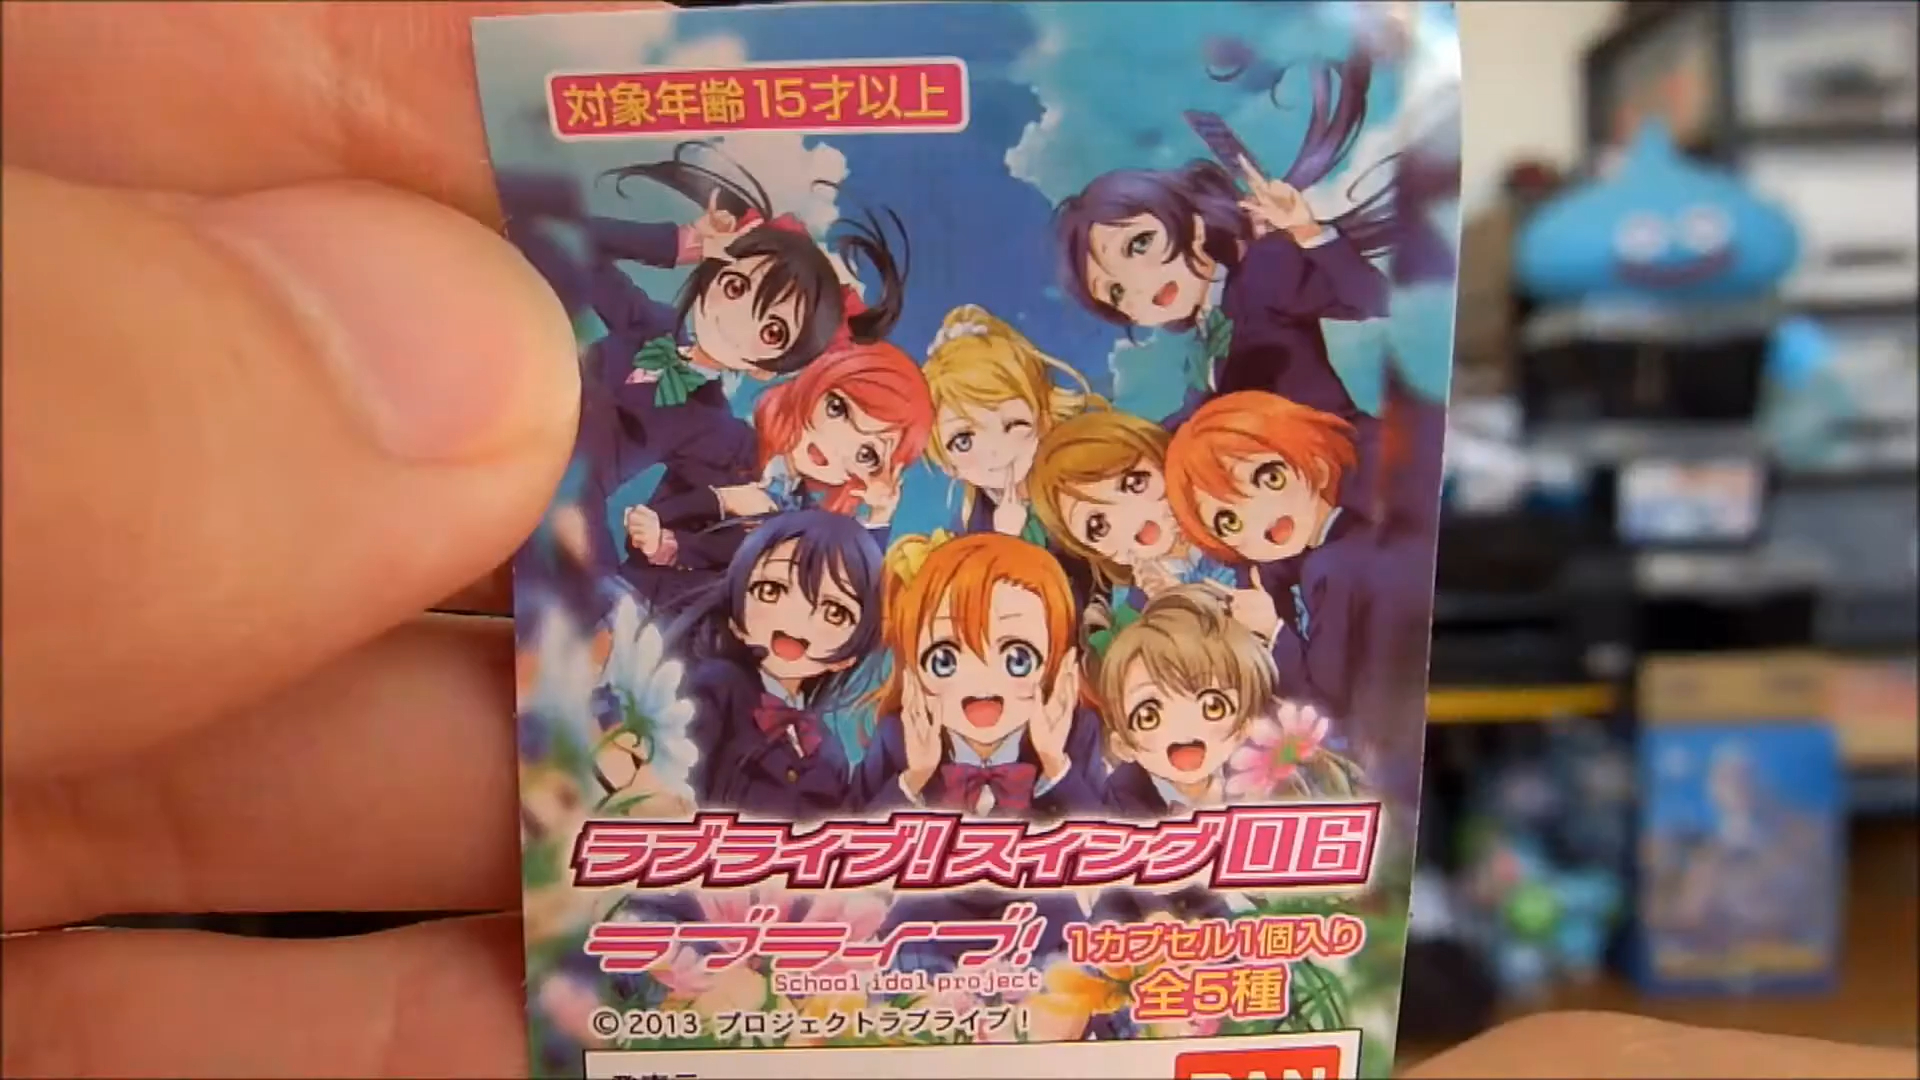 対象年齢15才以上
ラブライブ!スイング06
ラブライブ!
School idol project
1カプセル1個入り
全5種
©2013 プロジェクトラブライブ!